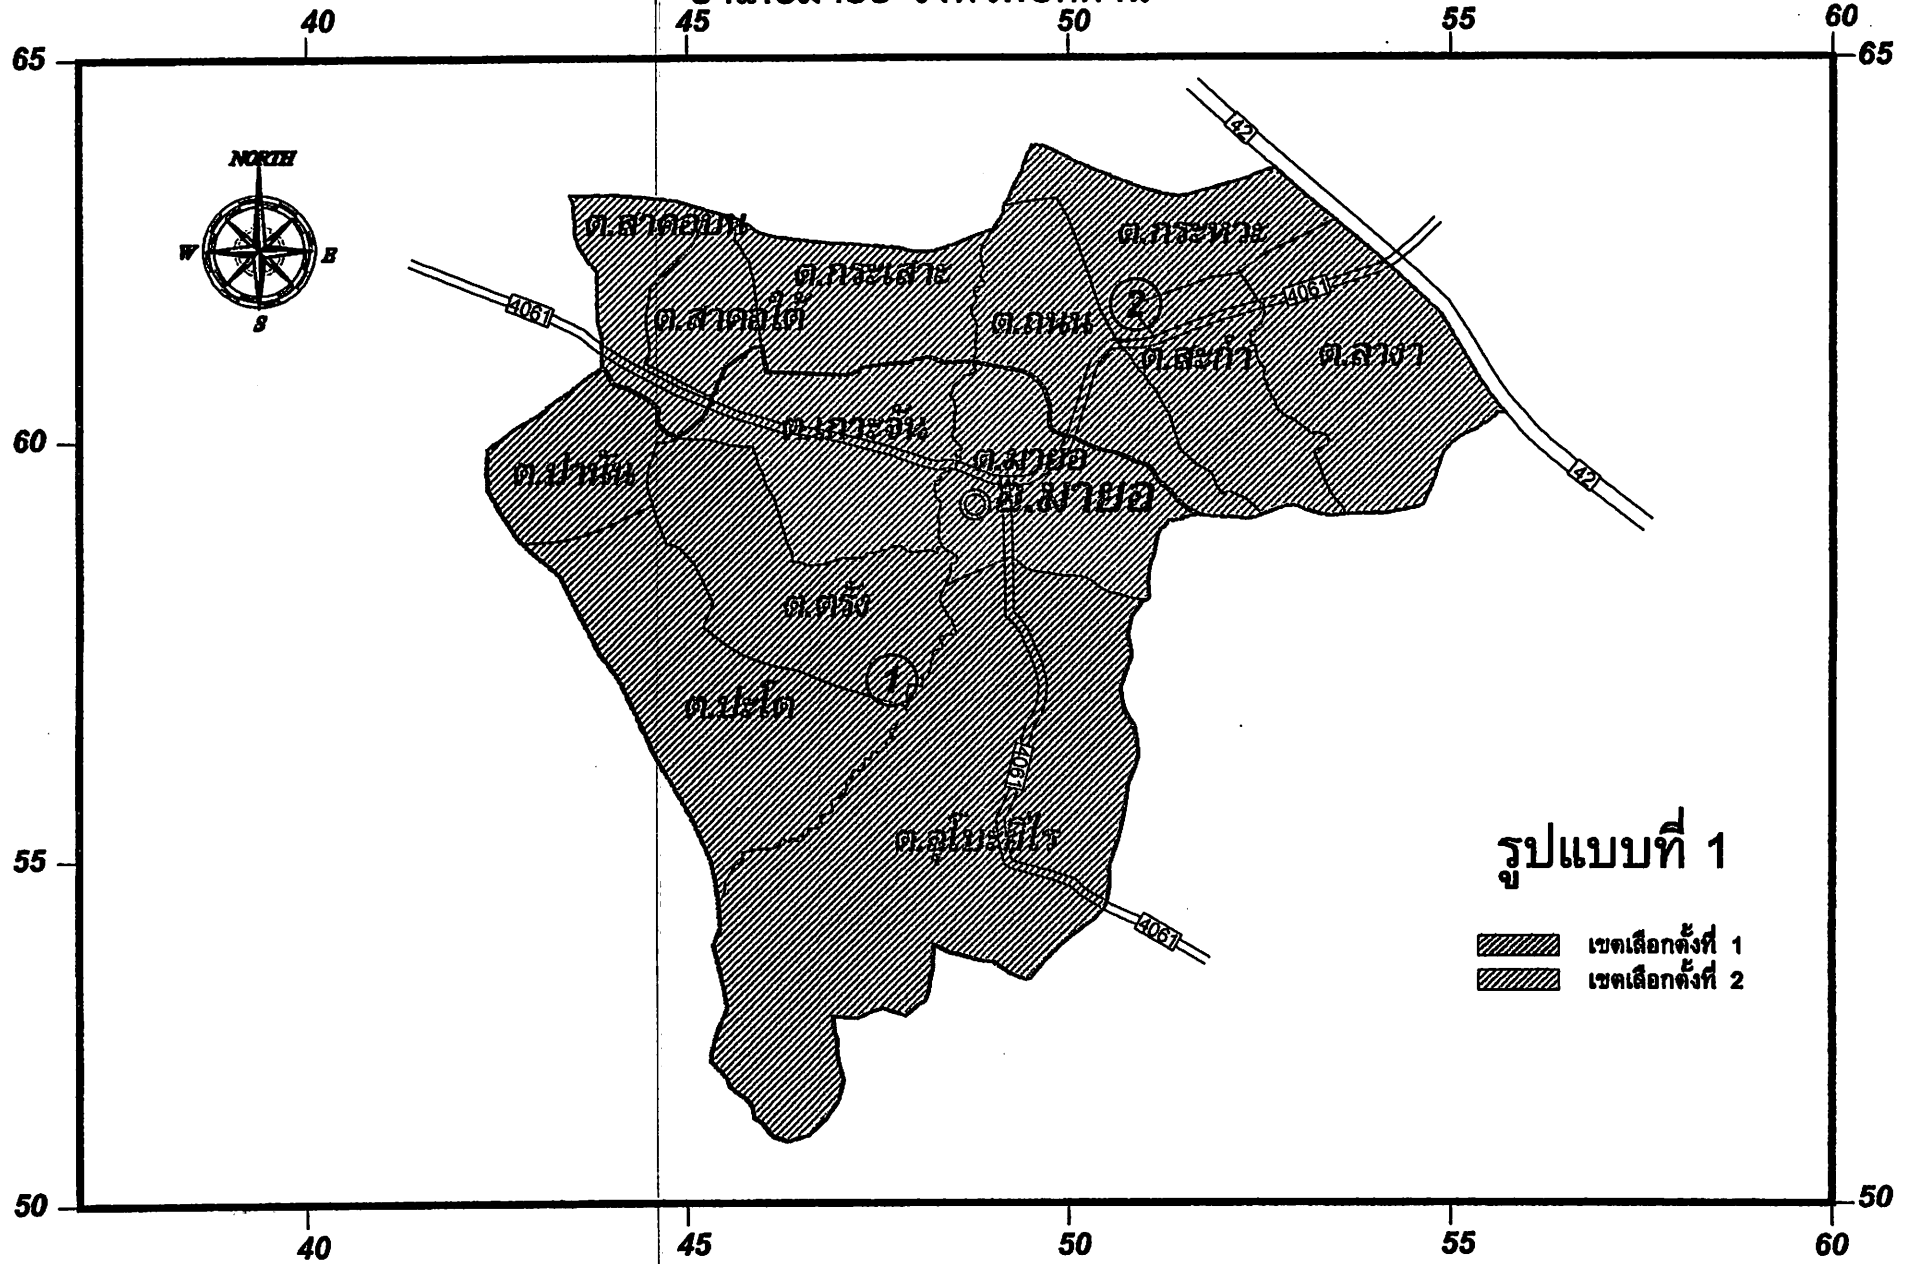 40 45 50 55 60
65 65
42
NORTH
W E
S
ต.สาคอบน
ต.กระหวะ
ต.กระเสาะ
4061
4061
ต.สาคอใต้
ต.ถนน
2
ต.สะกำ
ต.ลางา
ต.เกาะจัน
60
ต.มายอ
ต.ปานัน
42
อ.มายอ
ต.ตรัง
1
ต.ปะโด
4061
ต.ลุโบะยิไร
55
รูปแบบที่ 1
4061
เขตเลือกตั้งที่ 1
เขตเลือกตั้งที่ 2
50 50
40 45 50 55 60